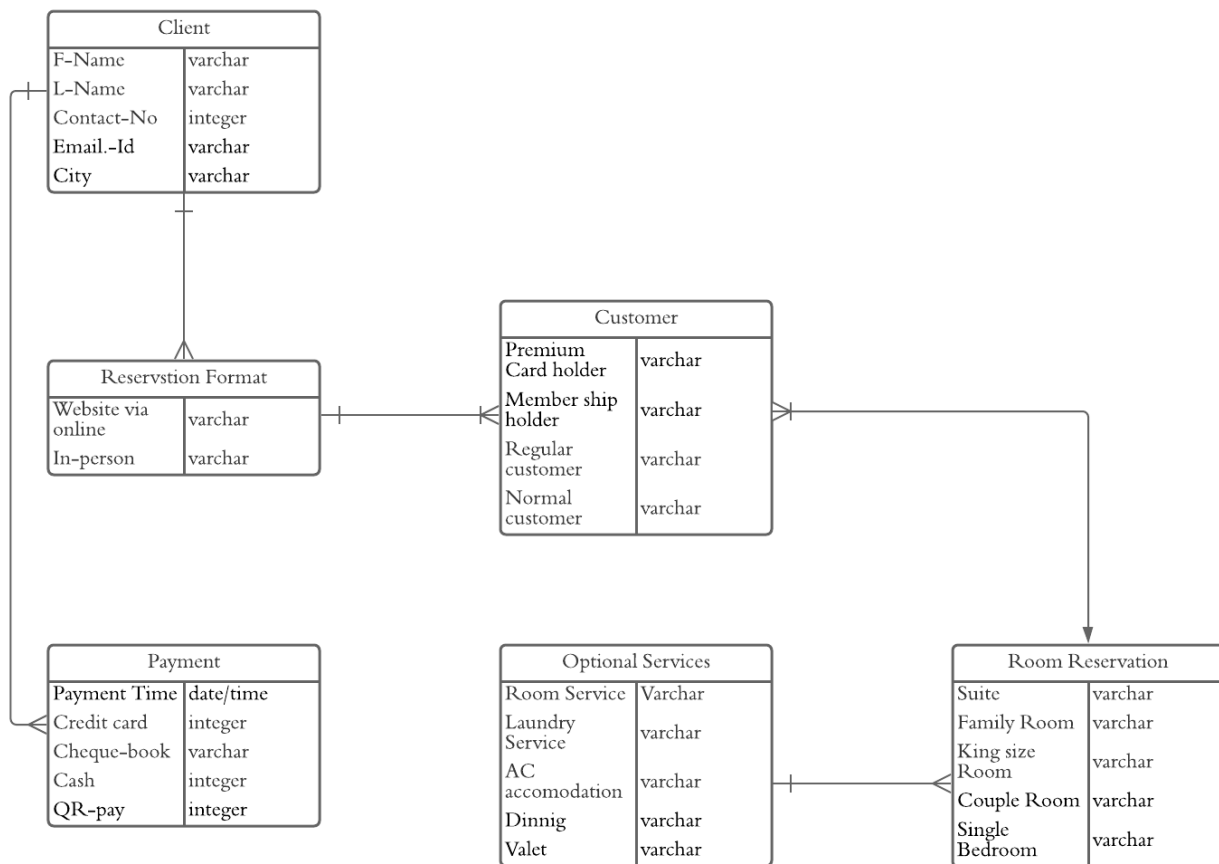 Client
F-Name varchar
L-Name varchar
Contact-No integer
Email.-Id varchar
City varchar
Reservstion Format
Website via
online
varchar
In-person varchar
Customer
Premium
Card holder
varchar
Member ship
holder
varchar
Regular
customer
varchar
Normal
customer
varchar
Payment
Payment Time date/time
Credit card integer
Cheque-book varchar
Cash integer
QR-pay integer
Optional Services
Room Service Varchar
Laundry
Service
varchar
AC
accomodation
varchar
Dinnig varchar
Valet varchar
Room Reservation
Suite varchar
Family Room varchar
King size
Room
varchar
Couple Room varchar
Single
Bedroom
varchar